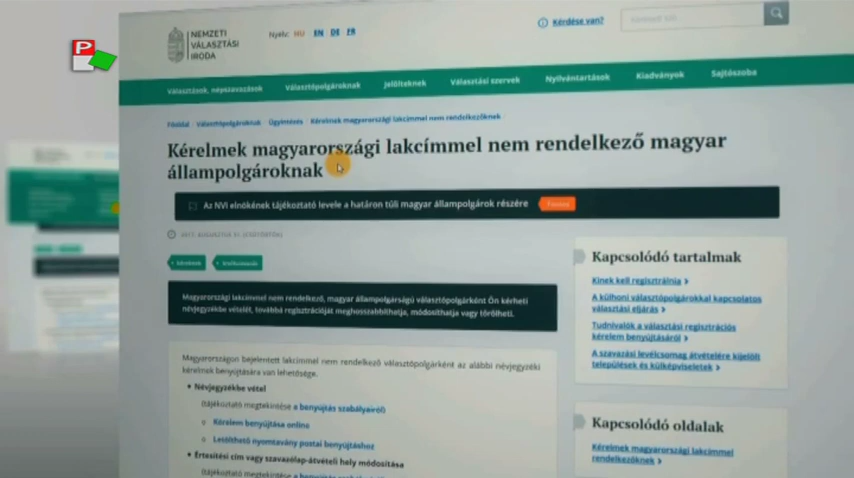 P
NEMZETI
VÁLASZTÁSI
IRODA
Nyelv: HU EN DE FR
Kérdése van?
Választások, népszavazások Választópolgároknak Jelölteknek Választási szervek Nyilvántartások Kiadványok Sajtószoba
Főoldal Választópolgároknak Ügyintézés Kérelmek magyarországi lakcímmel nem rendelkezőknek
Kérelmek magyarországi lakcímmel nem rendelkező magyar
állampolgároknak
Az NVI elnökének tájékoztató levele a határon túli magyar állampolgárok részére
Magyarországi lakcímmel nem rendelkező, magyar állampolgárságú választópolgárként Ön kérheti
névjegyzékbe vételét, továbbá regisztrációját meghosszabbíthatja, módosíthatja vagy törölheti.
Magyarországon bejelentett lakcímmel nem rendelkező választópolgárként az alábbi névjegyzéki
kérelmek benyújtására van lehetősége.
Névjegyzékbe vétel
(tájékoztató megtekintése a benyújtás szabályairól)
Kérelem benyújtása online
Letölthető nyomtatvány postai benyújtáshoz
Értesítési cím vagy szavazólap-átvételi hely módosítása
(tájékoztató megtekintése a benyújtás szabályairól)
Kapcsolódó tartalmak
Kinek kell regisztrálnia
A külhoni választópolgárokkal kapcsolatos
választási eljárás
Tudnivalók a választási regisztrációs
kérelem benyújtásáról
A szavazási levélcsomag átvételére kijelölt
települések és külképviseletek
Kapcsolódó oldalak
Kérelmek magyarországi lakcímmel nem
rendelkezőknek